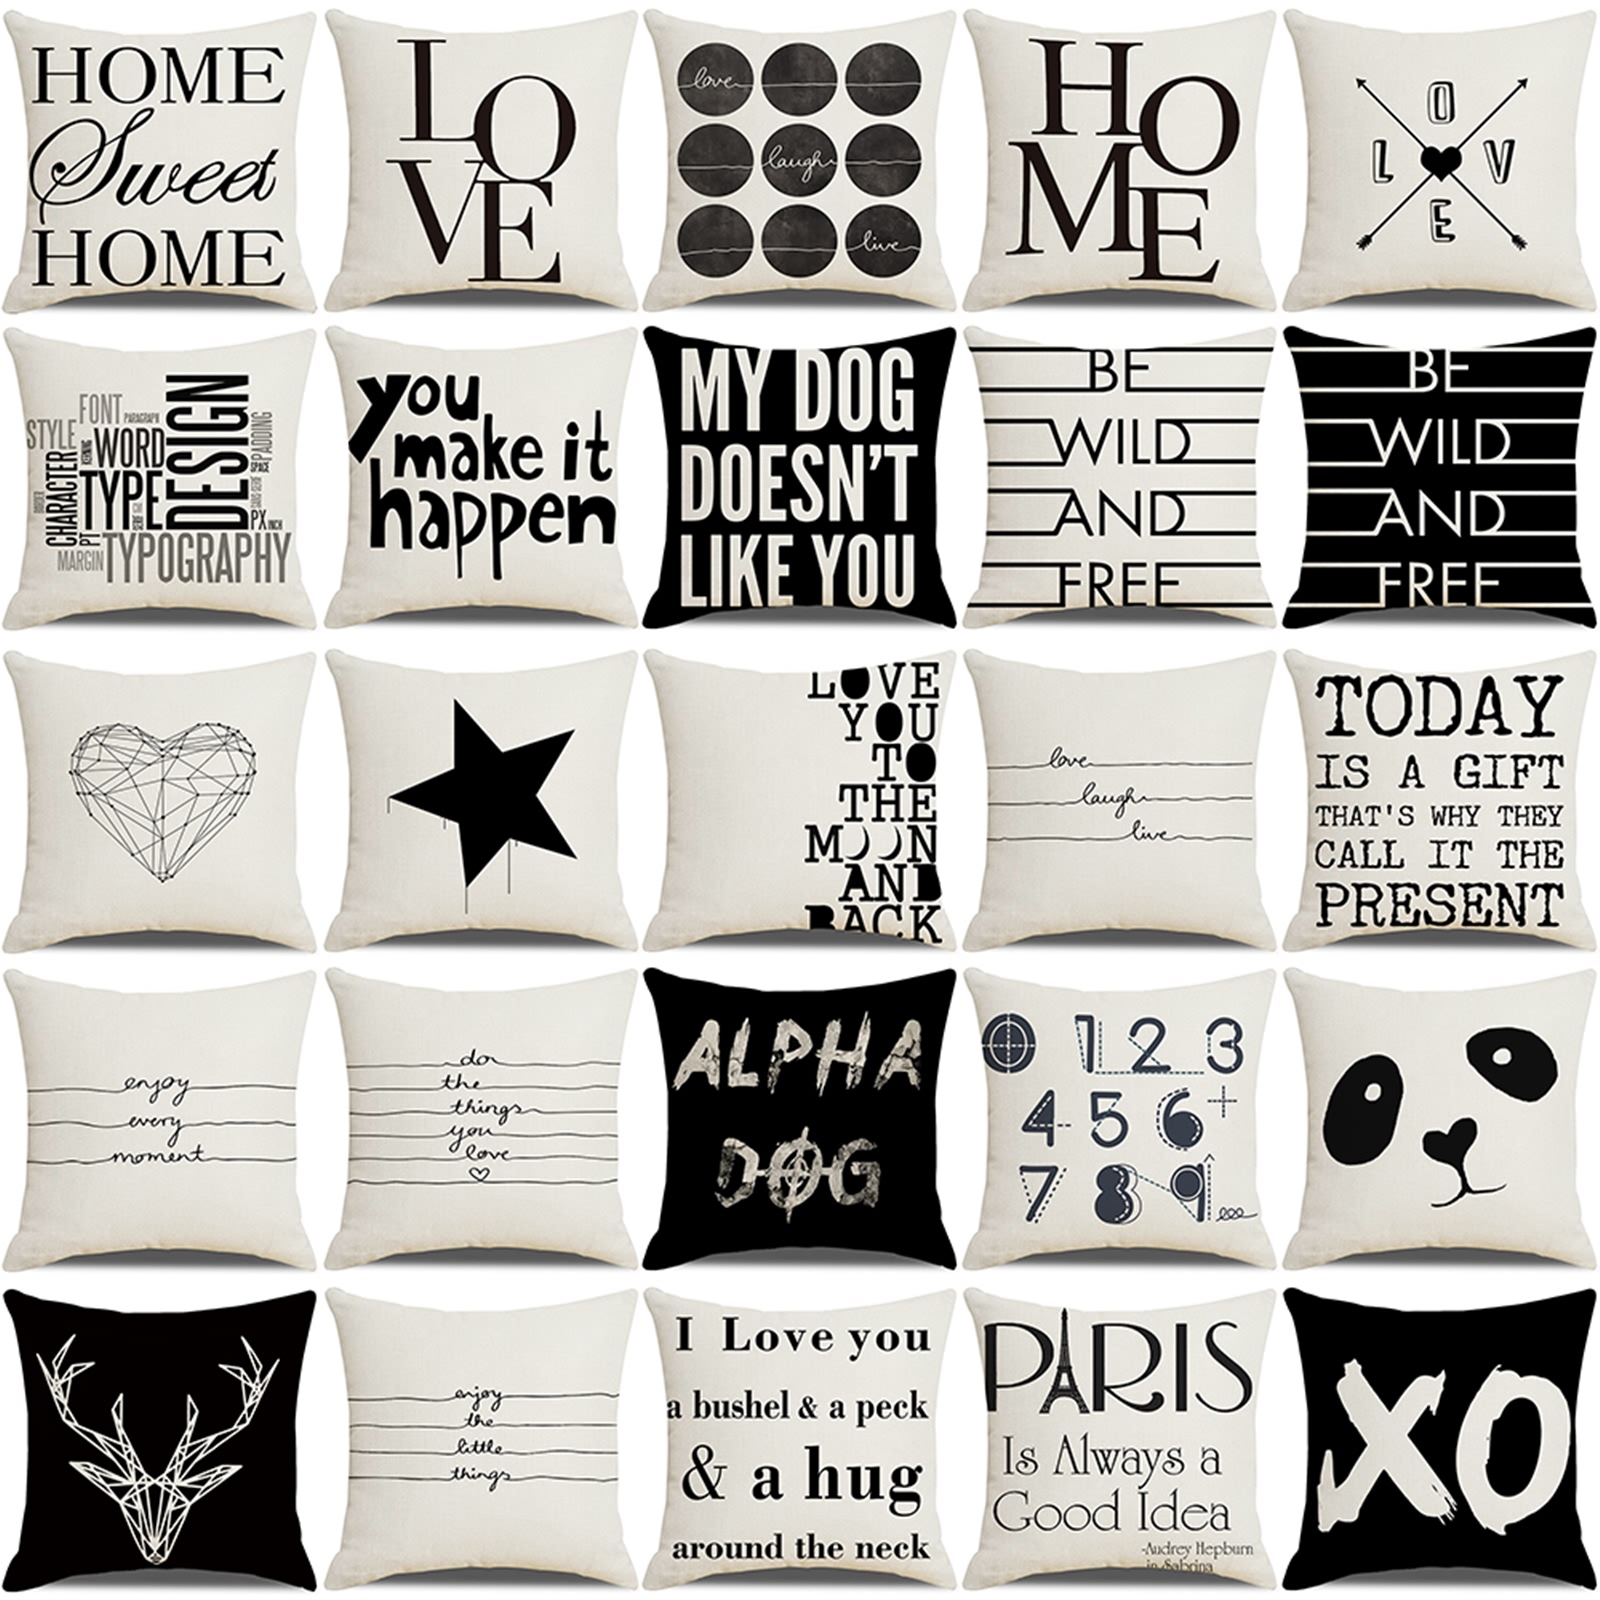 HOME
Sweet
HOME
LO
VE
love
laugh
live
HO
ME
O
L V
E
FONT
PARAGRAPH
STYLE
WORD
DESIGN
PADDING
CHARACTER
TYPE
SPACE
PX INCH
PT
MARGIN
TYPOGRAPHY
you
make it
happen
MY DOG
DOESN'T
LIKE YOU
BE
WILD
AND
FREE
BE
WILD
AND
FREE
LOVE
YOU
TO
THE
MOON
AND
BACK
love
laugh
live
TODAY
IS A GIFT
THAT'S WHY THEY
CALL IT THE
PRESENT
enjoy
every
moment
do
the
things
you
love
ALPHA
DOG
0 1 2 3
4 5 6
7 8 9
enjoy
the
little
things
I Love you
a bushel & a peck
& a hug
around the neck
PARIS
Is Always a
Good Idea
-Audrey Hepburn
in Sabrina
XO